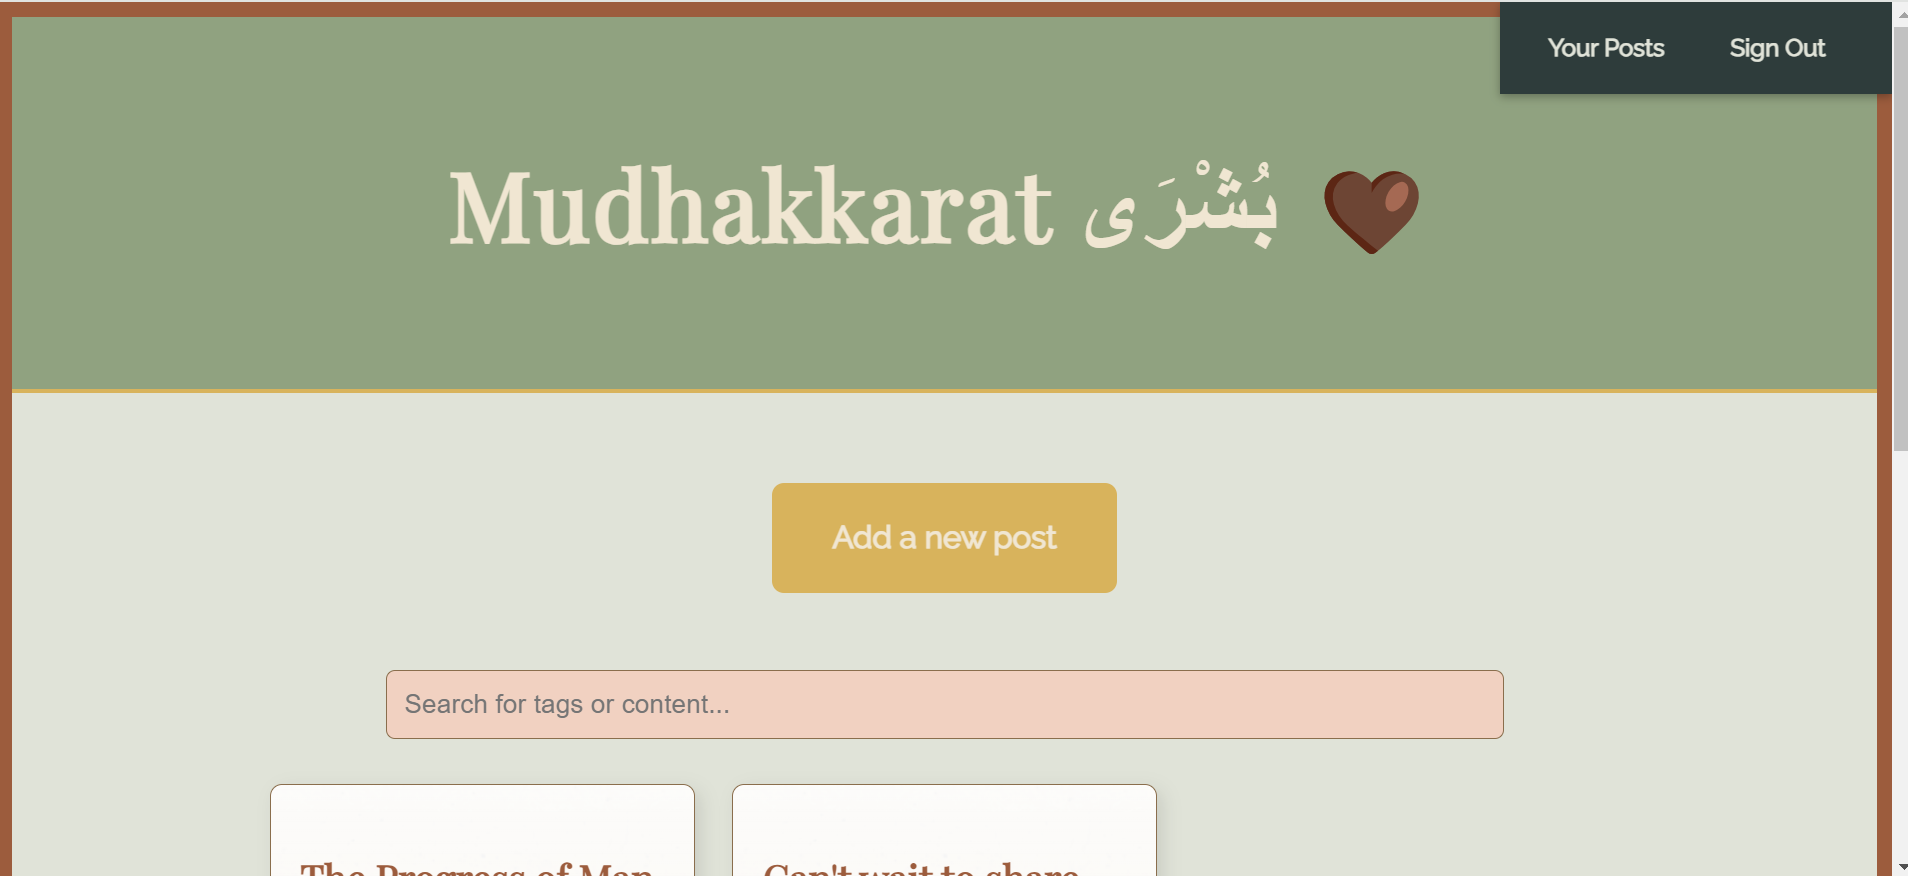 Your Posts Sign Out
Mudhakkarat بُشْرَى 🤎
Add a new post
Search for tags or content...
The Progress of Man
Can't wait to share